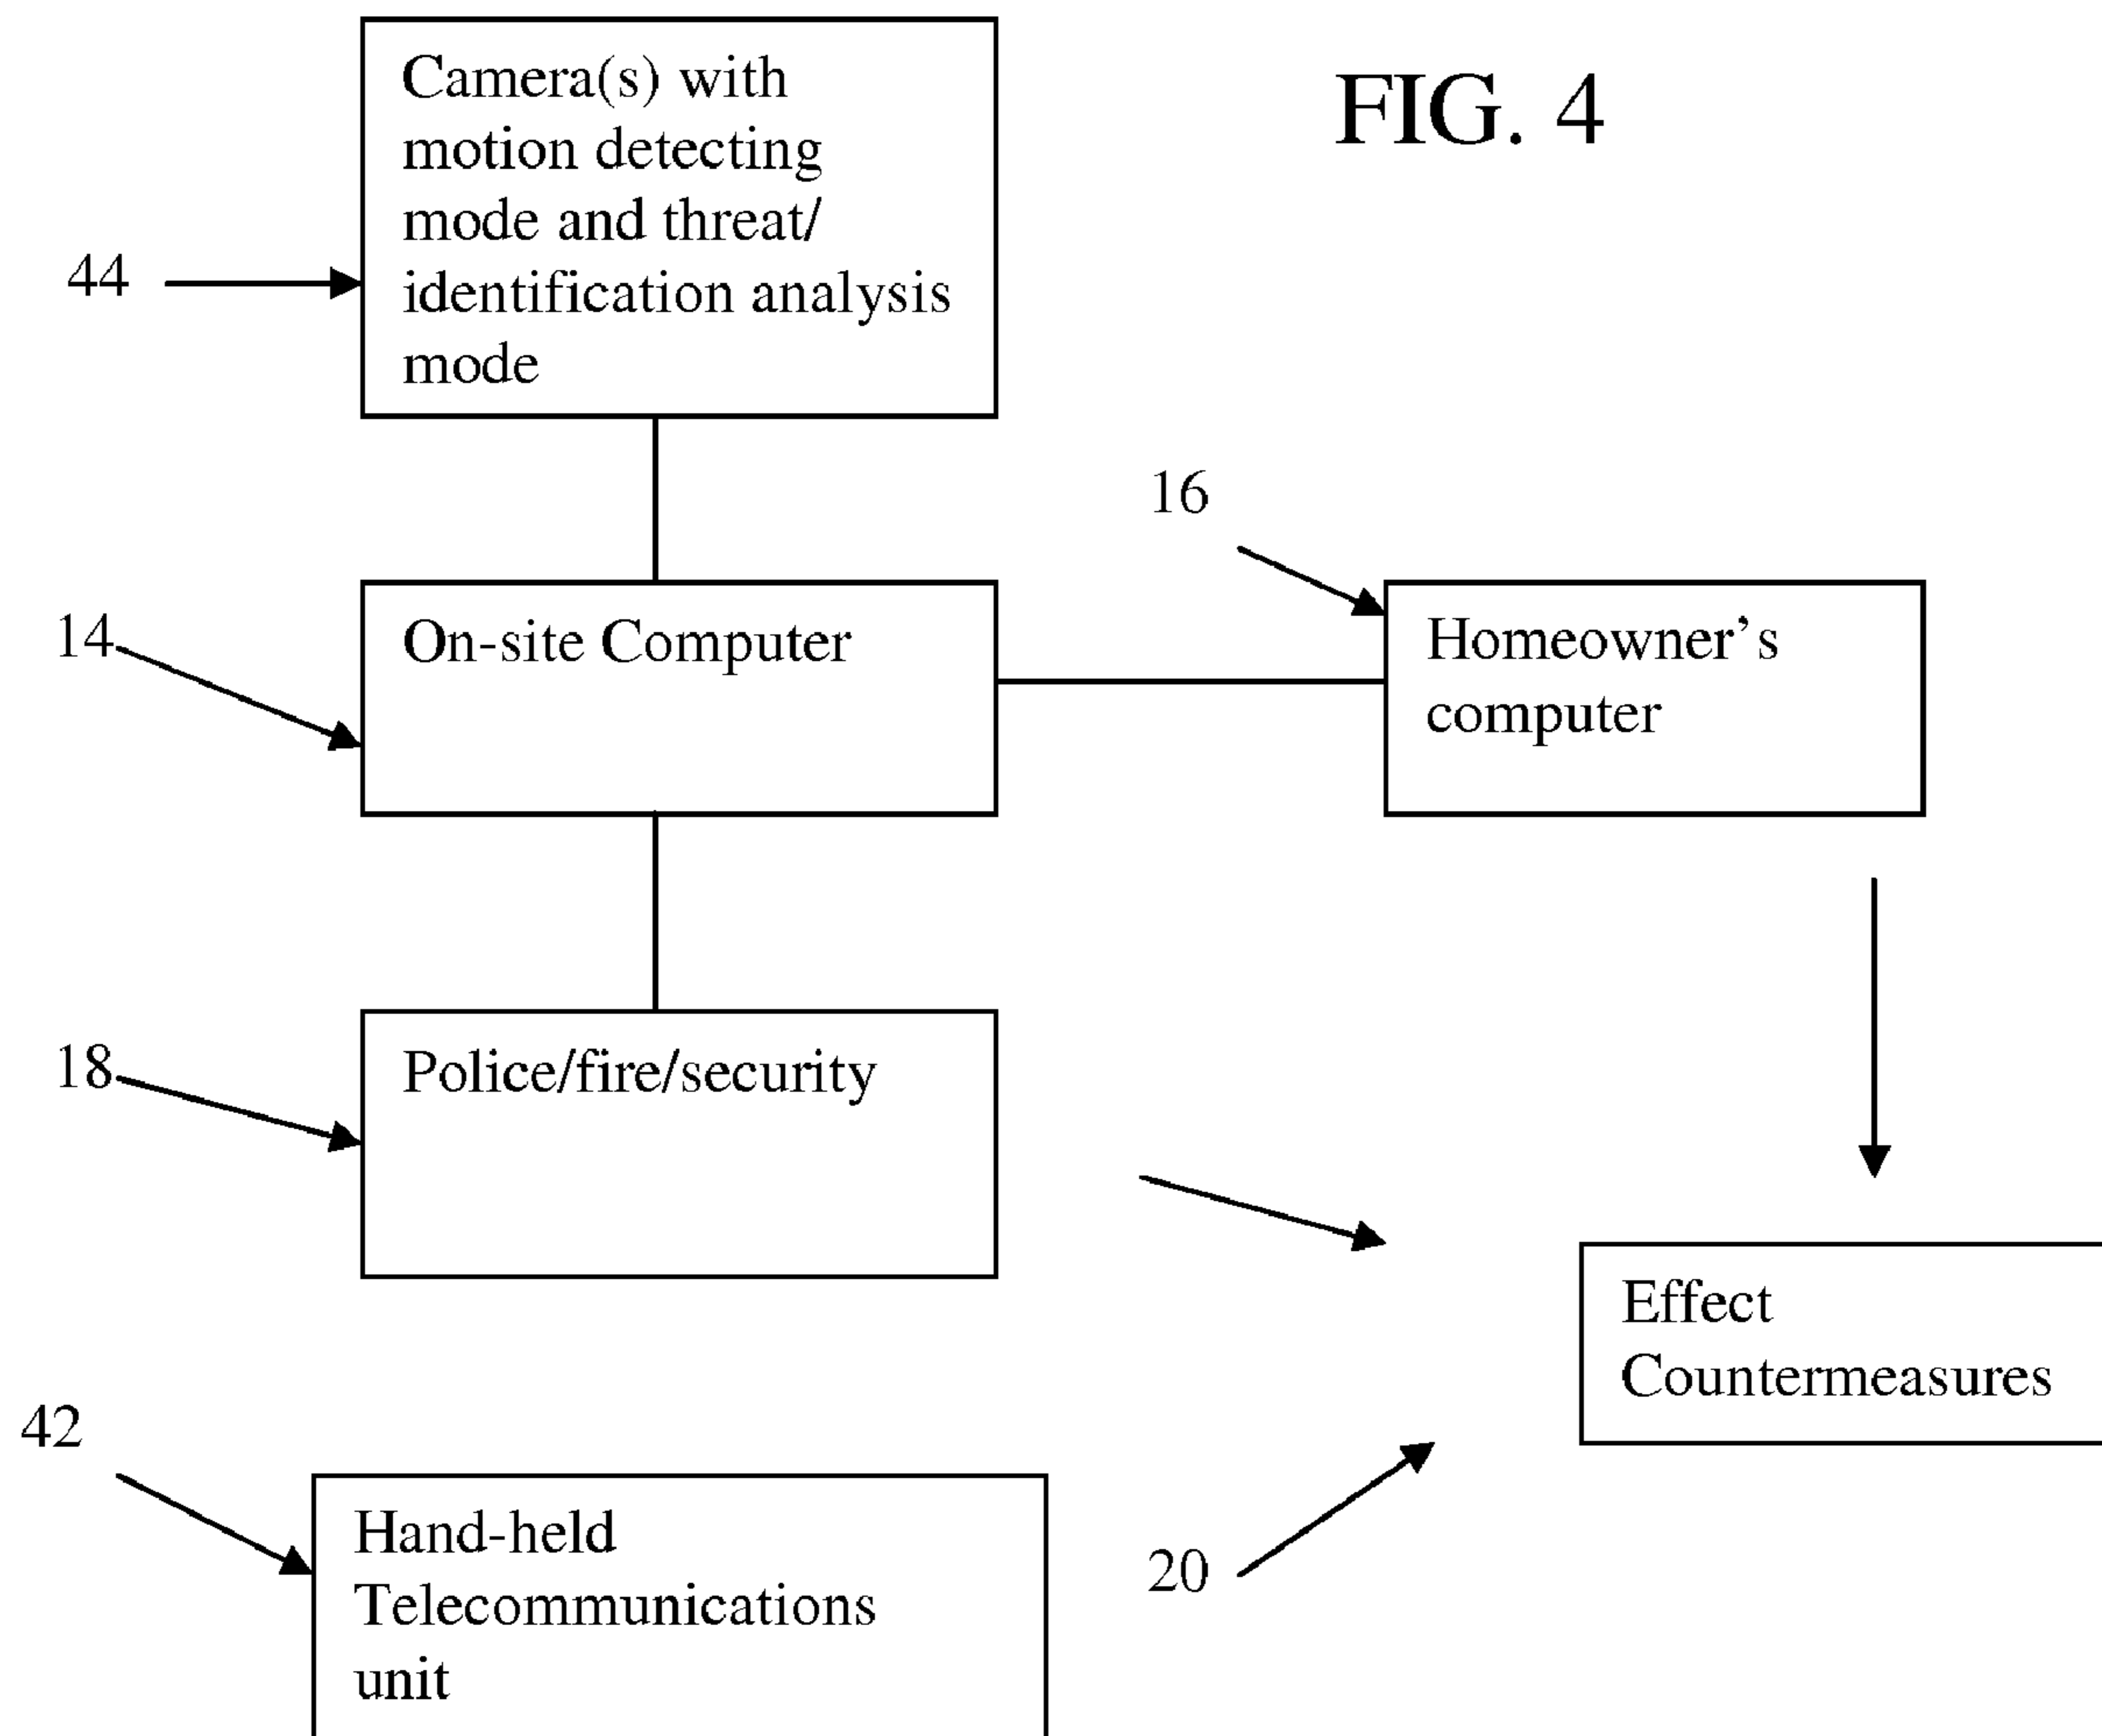 FIG. 4
Camera(s) with
motion detecting
mode and threat/
identification analysis
mode
44
16
14
On-site Computer
Homeowner's
computer
18
Police/fire/security
Effect
Countermeasures
42
Hand-held
Telecommunications
unit
20